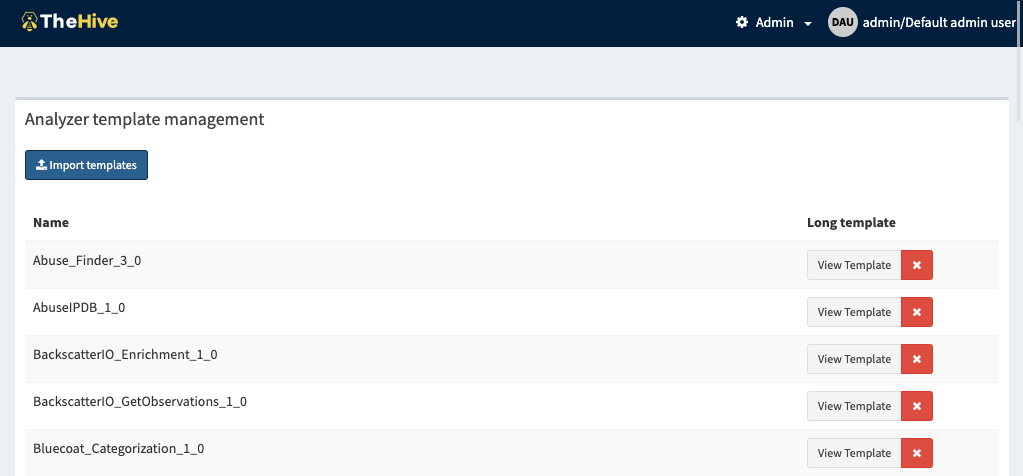 TheHive
Admin
DAU admin/Default admin user
Analyzer template management
Import templates
Name Long template
Abuse_Finder_3_0 View Template
AbuseIPDB_1_0 View Template
BackscatterIO_Enrichment_1_0 View Template
BackscatterIO_GetObservations_1_0 View Template
Bluecoat_Categorization_1_0 View Template